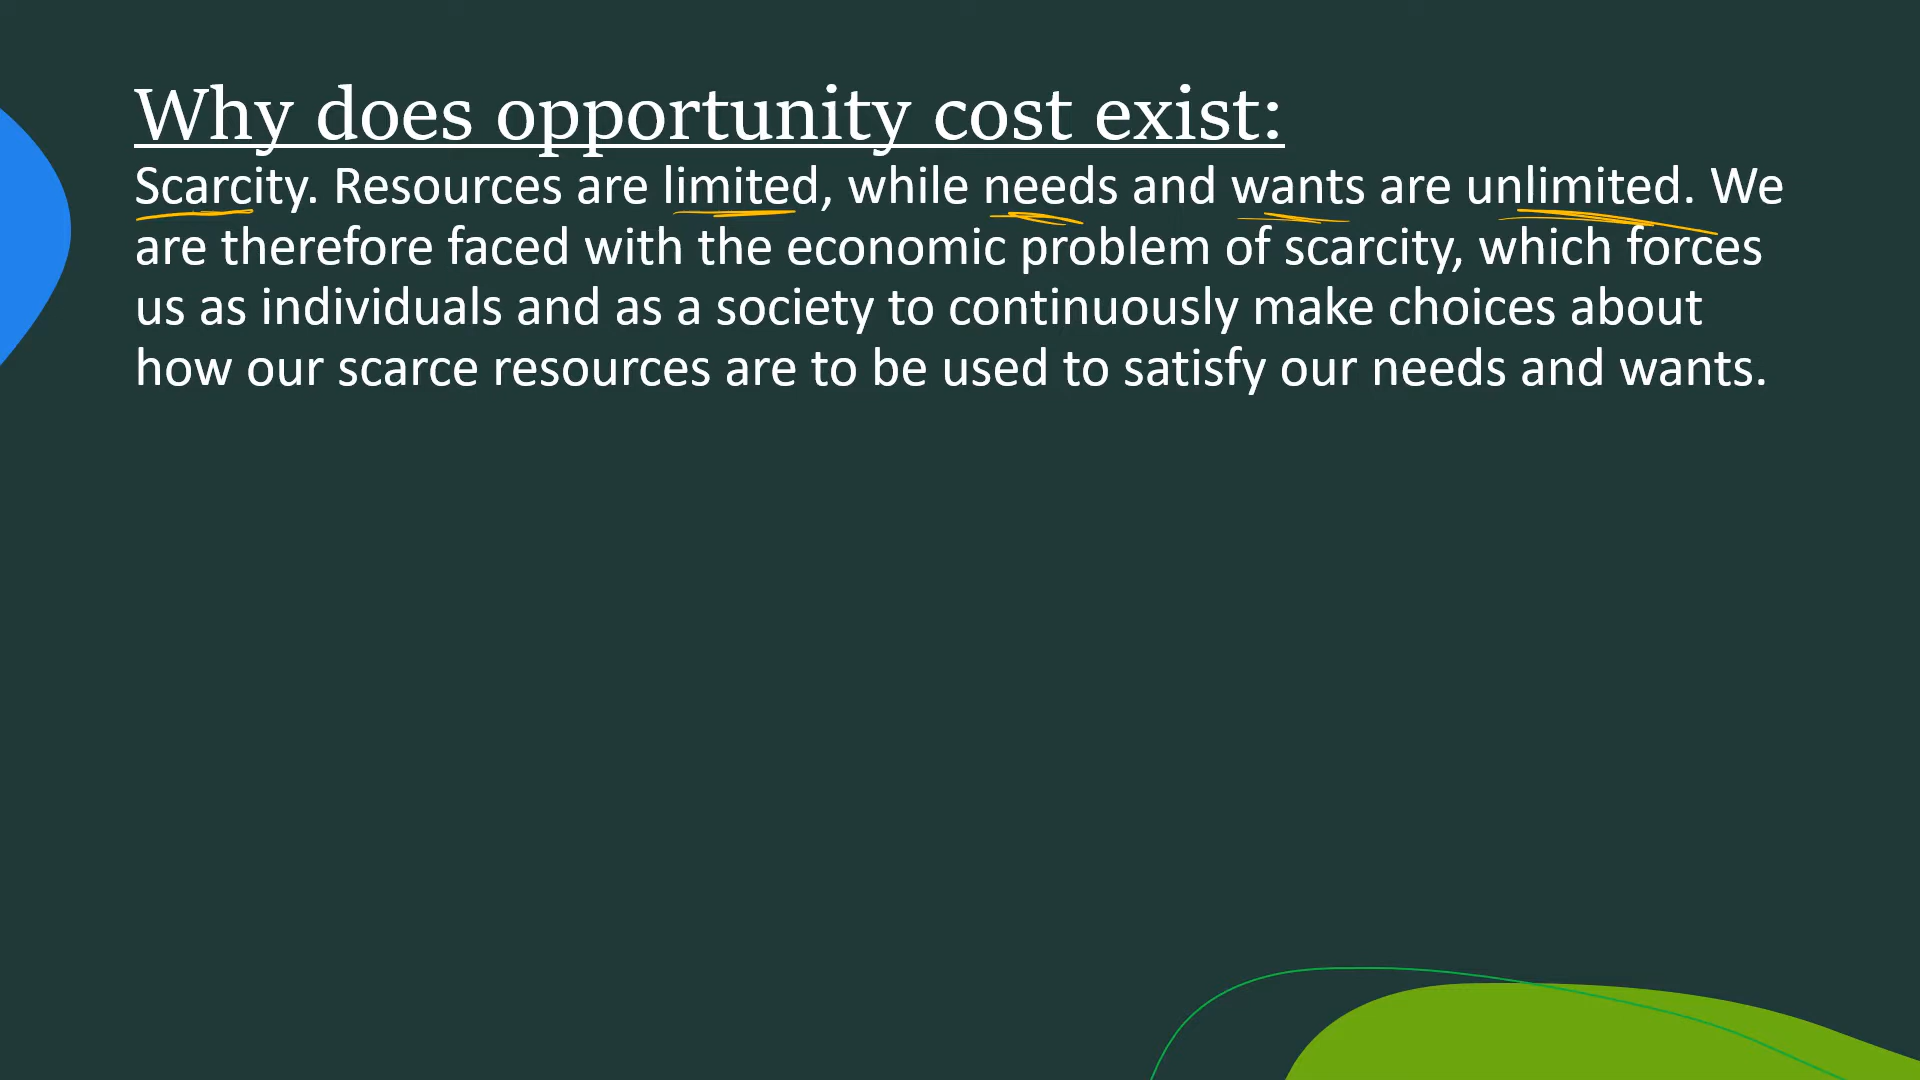 Why does opportunity cost exist:
Scarcity. Resources are limited, while needs and wants are unlimited. We
are therefore faced with the economic problem of scarcity, which forces
us as individuals and as a society to continuously make choices about
how our scarce resources are to be used to satisfy our needs and wants.